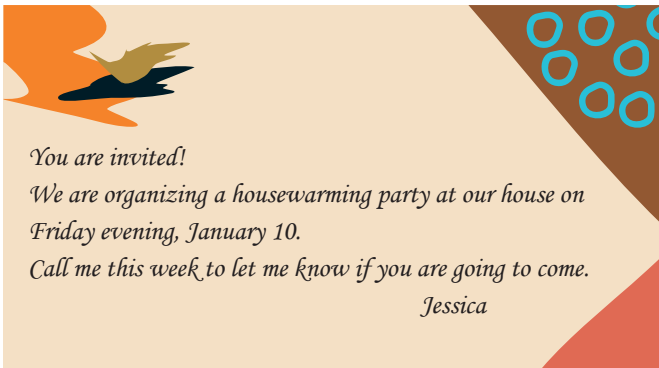 You are invited!
We are organizing a housewarming party at our house on
Friday evening, January 10.
Call me this week to let me know if you are going to come.
Jessica